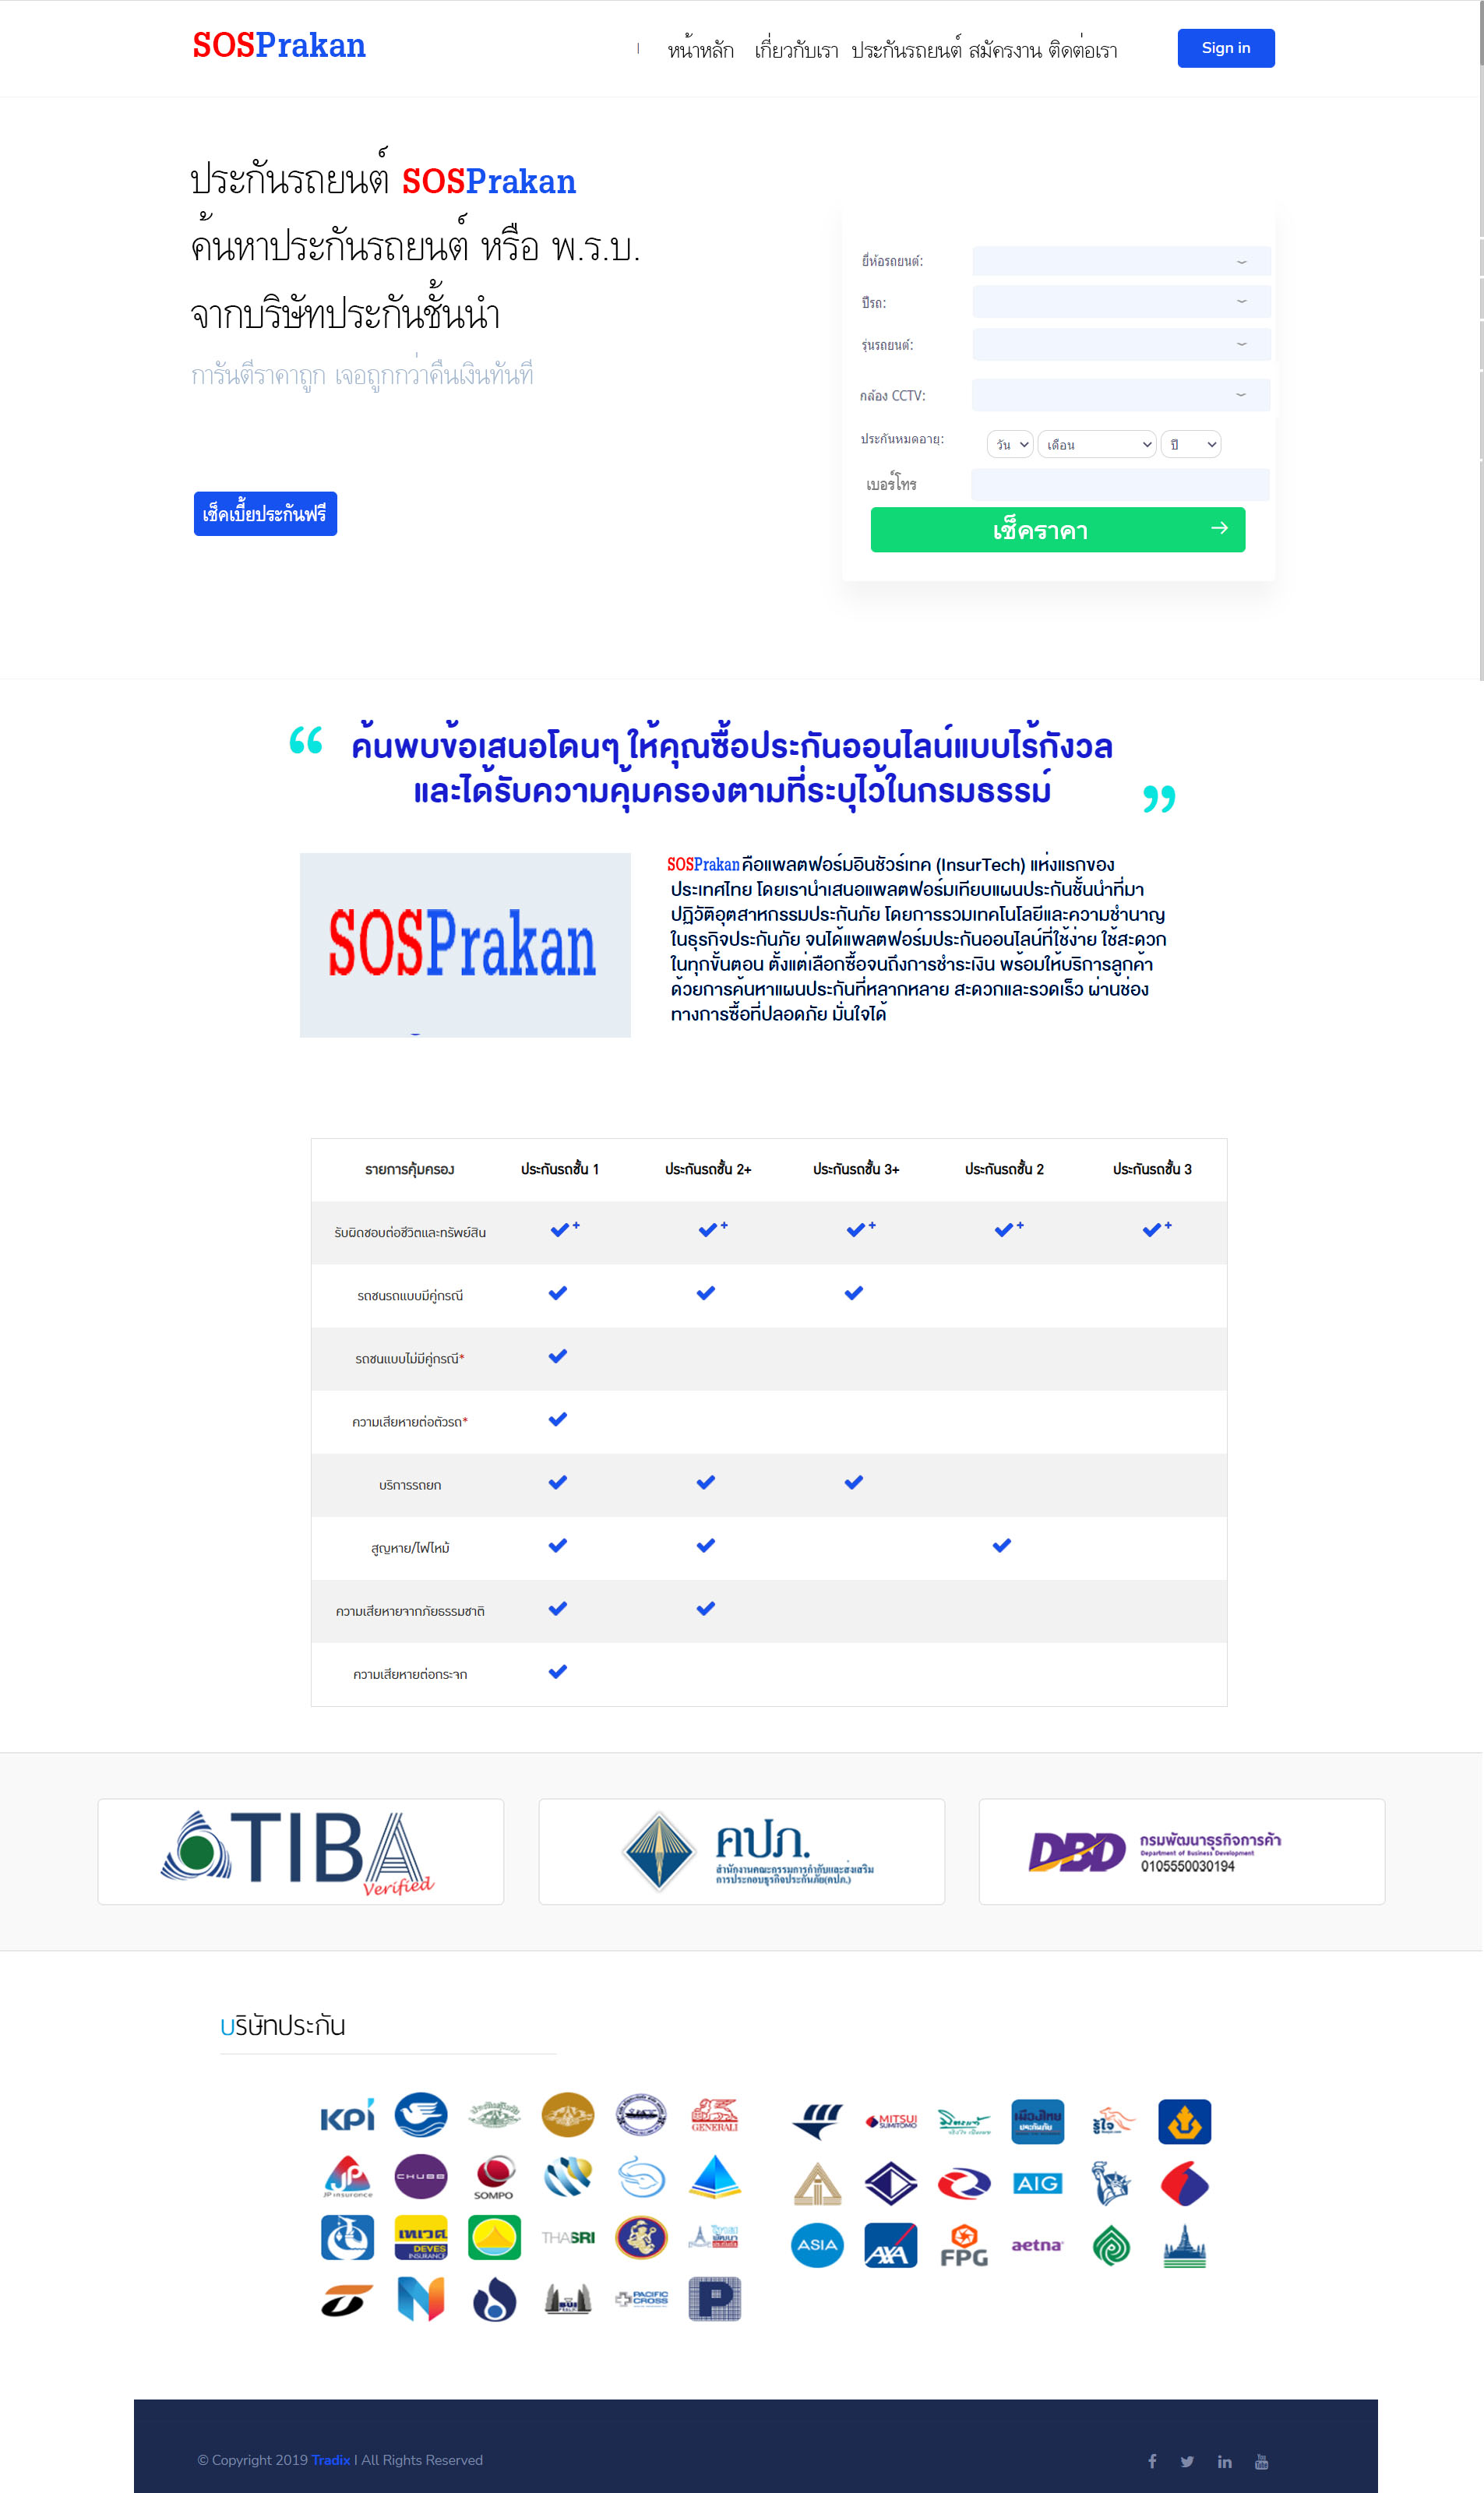 SOSPrakan
หน้าหลัก เกี่ยวกับเรา ประกันรถยนต์ สมัครงาน ติดต่อเรา
Sign in
ประกันรถยนต์ SOSPrakan
ค้นหาประกันรถยนต์ หรือ พ.ร.บ.
จากบริษัทประกันชั้นนำ
การันตีราคาถูก เจอถูกกว่าคืนเงินทันที
เช็คเบี้ยประกันฟรี
ยี่ห้อรถยนต์:
ปีรถ:
รุ่นรถยนต์:
กล้อง CCTV:
ประกันหมดอายุ: วัน เดือน ปี
เบอร์โทร
เช็คราคา
“ ค้นพบข้อเสนอโดนๆ ให้คุณซื้อประกันออนไลน์แบบไร้กังวล
และได้รับความคุ้มครองตามที่ระบุไว้ในกรมธรรม์ ”
SOSPrakan
SOSPrakan คือแพลตฟอร์มอินชัวร์เทค (InsurTech) แห่งแรกของ
ประเทศไทย โดยเรานำเสนอแพลตฟอร์มเทียบแผนประกันชั้นนำที่มา
ปฏิวัติอุตสาหกรรมประกันภัย โดยการรวมเทคโนโลยีและความชำนาญ
ในธุรกิจประกันภัย จนได้แพลตฟอร์มประกันออนไลน์ที่ใช้ง่าย ใช้สะดวก
ในทุกขั้นตอน ตั้งแต่เลือกซื้อจนถึงการชำระเงิน พร้อมให้บริการลูกค้า
ด้วยการค้นหาแผนประกันที่หลากหลาย สะดวกและรวดเร็ว ผ่านช่อง
ทางการซื้อที่ปลอดภัย มั่นใจได้
รายการคุ้มครอง ประกันรถชั้น 1 ประกันรถชั้น 2+ ประกันรถชั้น 3+ ประกันรถชั้น 2 ประกันรถชั้น 3
รับผิดชอบต่อชีวิตและทรัพย์สิน
รถชนรถแบบมีคู่กรณี
รถชนแบบไม่มีคู่กรณี*
ความเสียหายต่อตัวรถ*
บริการรถยก
สูญหาย/ไฟไหม้
ความเสียหายจากภัยธรรมชาติ
ความเสียหายต่อกระจก
TIBA
Verified
คปภ.
สำนักงานคณะกรรมการกำกับและส่งเสริม
การประกอบธุรกิจประกันภัย(คปภ.)
DBD กรมพัฒนาธุรกิจการค้า
Department of Business Development
0105550030194
บริษัทประกัน
KPI
GENERALI
MITSUI
SUMITOMO
เมืองไทย
ประกันภัย
รู้ใจ
JP insurance
CHUBB
SOMPO
AIG
เทเวศ
DEVES
INSURANCE
THASRI
ASIA
AXA
FPG
aetna
PACIFIC
CROSS
P
© Copyright 2019 Tradix I All Rights Reserved
You
Tube